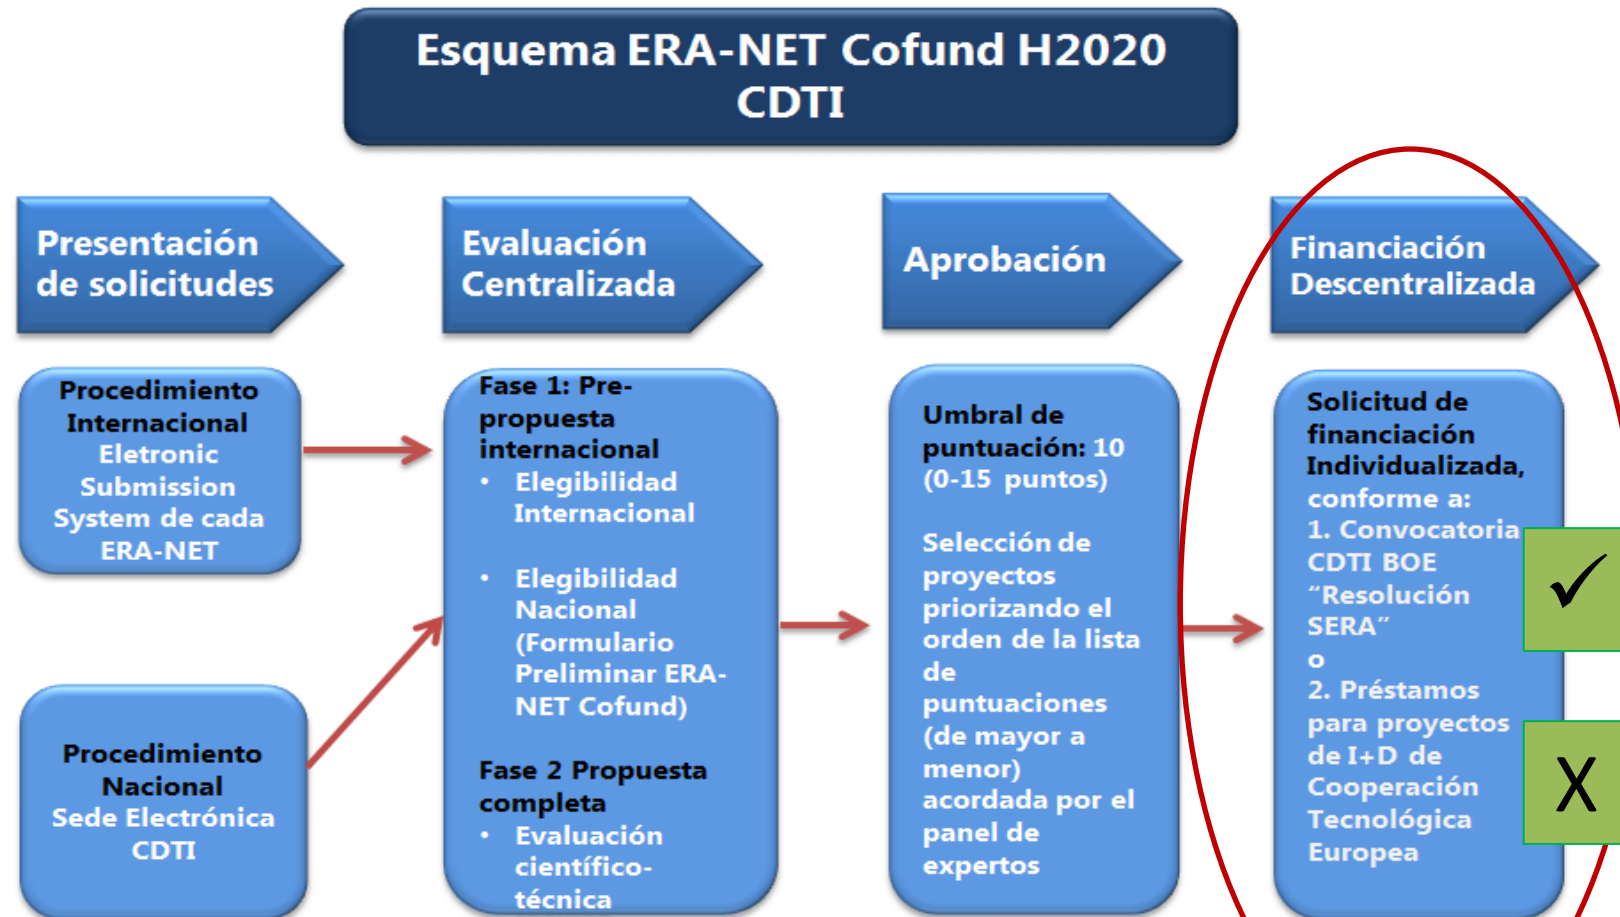 Esquema ERA-NET Cofund H2020
CDTI
Presentación
de solicitudes
Evaluación
Centralizada
Aprobación
Financiación
Descentralizada
Procedimiento
Internacional
Eletronic
Submission
System de cada
ERA-NET
Procedimiento
Nacional
Sede Electrónica
CDTI
Fase 1: Pre-
propuesta
internacional
• Elegibilidad
Internacional
• Elegibilidad
Nacional
(Formulario
Preliminar ERA-
NET Cofund)
Fase 2 Propuesta
completa
• Evaluación
científico-
técnica
Umbral de
puntuación: 10
(0-15 puntos)
Selección de
proyectos
priorizando el
orden de la lista
de
puntuaciones
(de mayor a
menor)
acordada por el
panel de
expertos
Solicitud de
financiación
Individualizada,
conforme a:
1. Convocatoria
CDTI BOE
“Resolución
SERA”
o
2. Préstamos
para proyectos
de I+D de
Cooperación
Tecnológica
Europea
✓
X